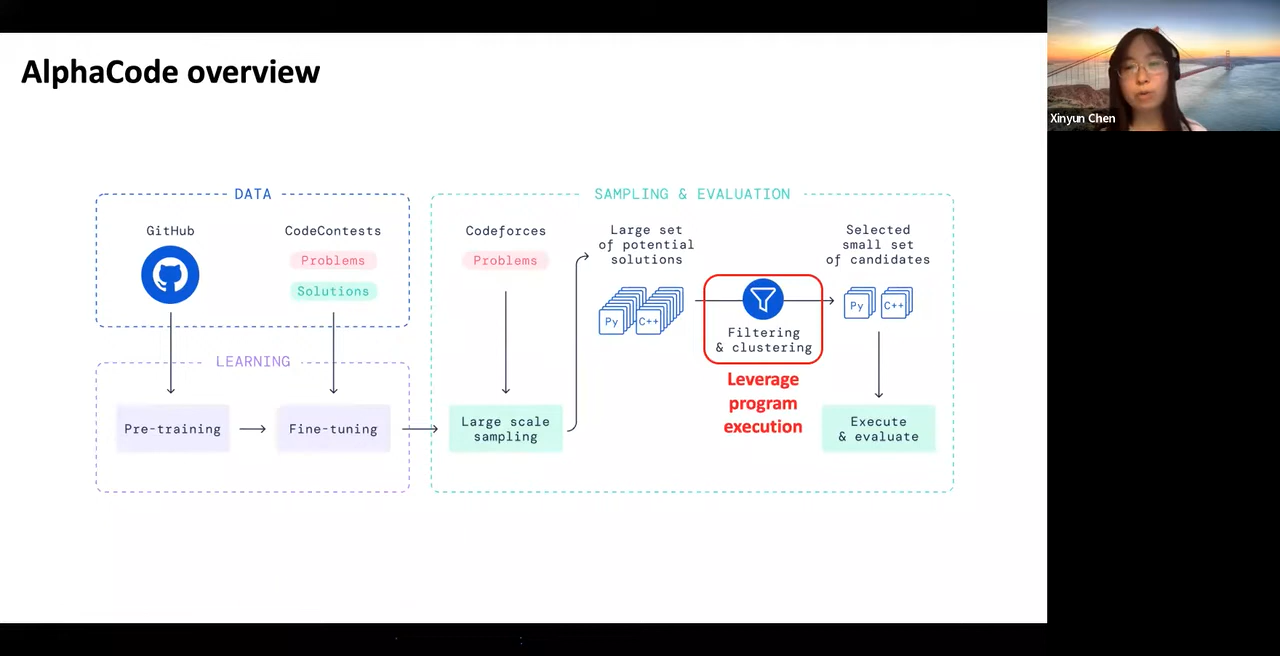 AlphaCode overview
Xinyun Chen
DATA
GitHub
CodeContests
Problems
Solutions
LEARNING
Pre-training
Fine-tuning
SAMPLING & EVALUATION
Codeforces
Problems
Large scale
sampling
Large set
of potential
solutions
Py
C++
Filtering
& clustering
Leverage
program
execution
Selected
small set
of candidates
Py
C++
Execute
& evaluate